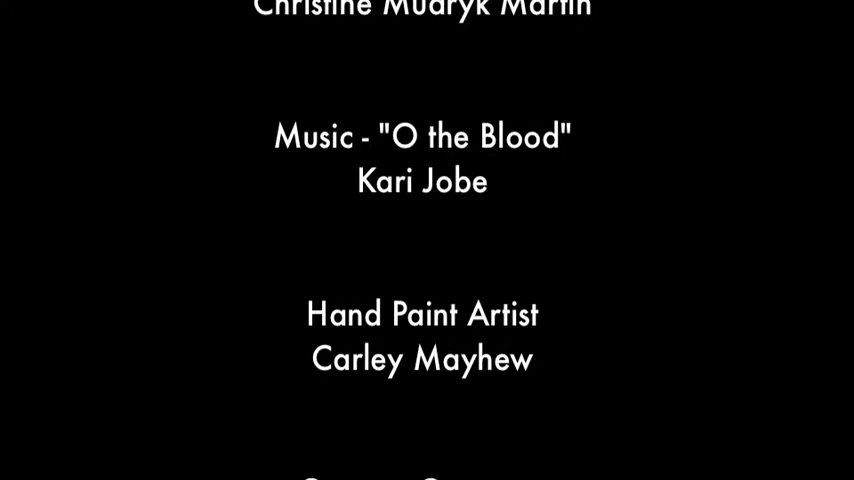 Christine Mudryk Martin
Music - "O the Blood"
Kari Jobe
Hand Paint Artist
Carley Mayhew